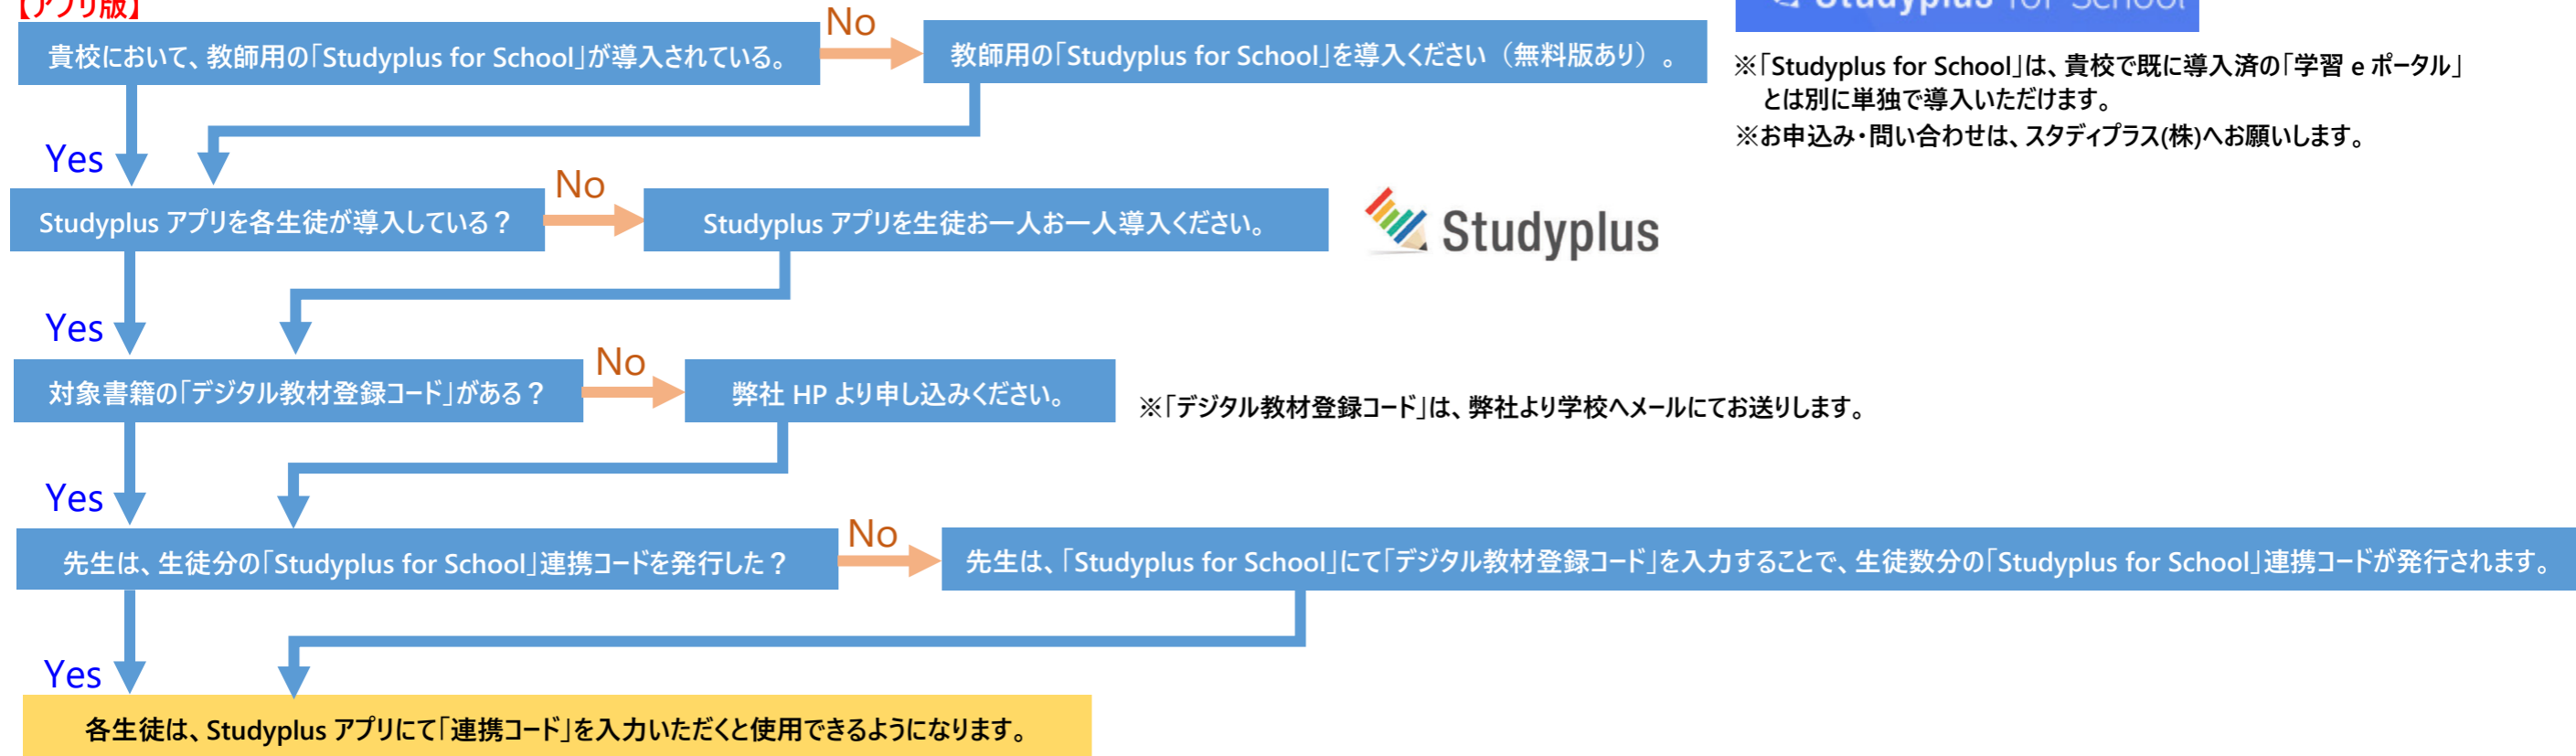 【アプリ版】
No
Studyplus for School
貴校において、教師用の「Studyplus for School」が導入されている。
教師用の「Studyplus for School」を導入ください（無料版あり）。
※「Studyplus for School」は、貴校で既に導入済の「学習 e ポータル」
とは別に単独で導入いただけます。
※お申込み・問い合わせは、スタディプラス(株)へお願いします。
Yes
No
Studyplus アプリを各生徒が導入している？
Studyplus アプリを生徒お一人お一人導入ください。
Studyplus
Yes
No
対象書籍の「デジタル教材登録コード」がある？
弊社 HP より申し込みください。
※「デジタル教材登録コード」は、弊社より学校へメールにてお送りします。
Yes
No
先生は、生徒分の「Studyplus for School」連携コードを発行した？
先生は、「Studyplus for School」にて「デジタル教材登録コード」を入力することで、生徒数分の「Studyplus for School」連携コードが発行されます。
Yes
各生徒は、Studyplus アプリにて「連携コード」を入力いただくと使用できるようになります。